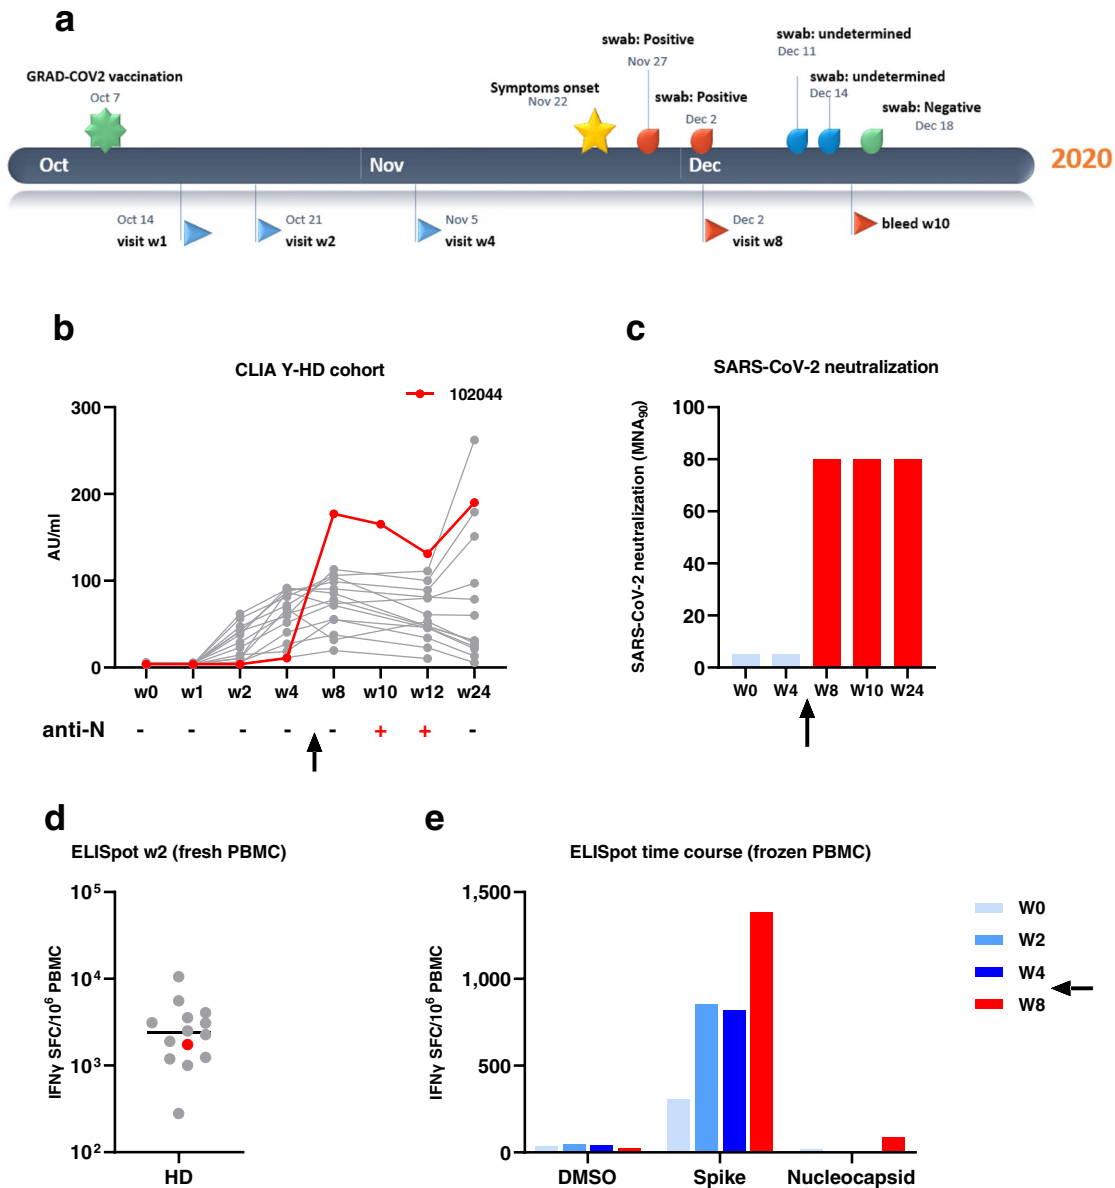 a
swab: undetermined
Dec 11
swab: Positive
Nov 27
GRAD-COV2 vaccination
Oct 7
swab: undetermined
Dec 14
Symptoms onset
Nov 22
swab: Positive
Dec 2
swab: Negative
Dec 18
Oct Nov Dec 2020
Oct 14
visit w1
Oct 21
visit w2
Nov 5
visit w4
Dec 2
visit w8
bleed w10
b
CLIA Y-HD cohort
102044
AU/ml
300
200
100
0
w0 w1 w2 w4 w8 w10 w12 w24
anti-N - - - - - + + -
c
SARS-CoV-2 neutralization
SARS-CoV-2 neutralization (MNA90)
100
80
60
40
20
0
W0 W4 W8 W10 W24
d
ELISpot w2 (fresh PBMC)
IFNγ SFC/10⁶ PBMC
10⁵
10⁴
10³
10²
HD
e
ELISpot time course (frozen PBMC)
IFNγ SFC/10⁶ PBMC
1,500
1,000
500
0
DMSO Spike Nucleocapsid
W0
W2
W4
W8